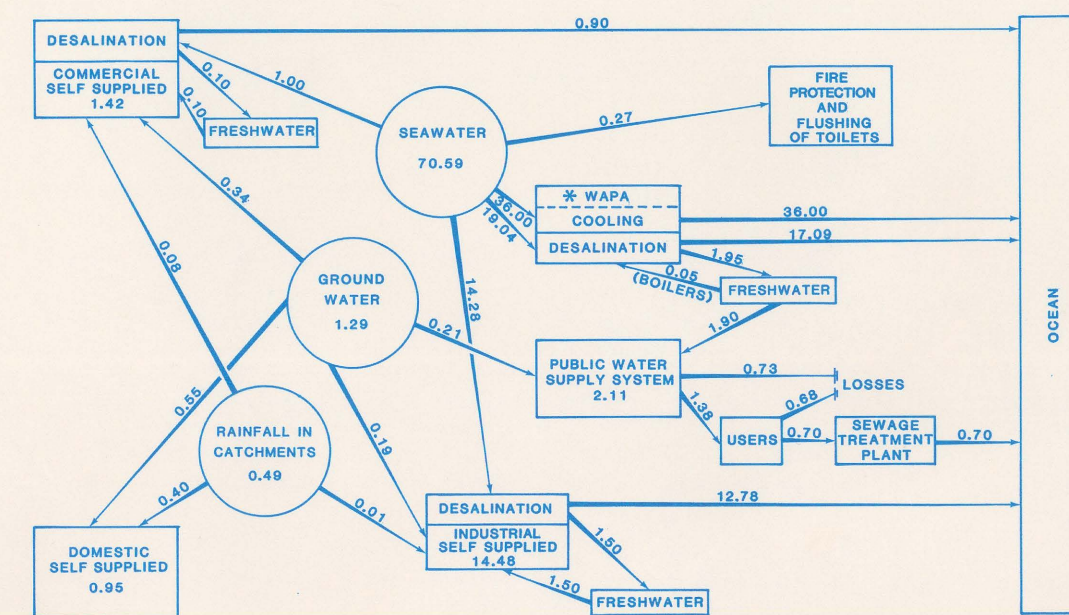 0.90
DESALINATION
COMMERCIAL
SELF SUPPLIED
1.42
0.10
0.10
FRESHWATER
1.00
SEAWATER
70.59
0.27
FIRE
PROTECTION
AND
FLUSHING
OF TOILETS
0.34
36.00
19.04
* WAPA
COOLING
DESALINATION
36.00
17.09
1.95
0.05
(BOILERS)
FRESHWATER
1.90
OCEAN
0.08
GROUND
WATER
1.29
14.28
0.21
PUBLIC WATER
SUPPLY SYSTEM
2.11
0.73
LOSSES
0.68
1.38
USERS
0.70
SEWAGE
TREATMENT
PLANT
0.70
0.55
RAINFALL IN
CATCHMENTS
0.49
0.19
0.40
0.01
DESALINATION
INDUSTRIAL
SELF SUPPLIED
14.48
12.78
1.50
1.50
FRESHWATER
DOMESTIC
SELF SUPPLIED
0.95